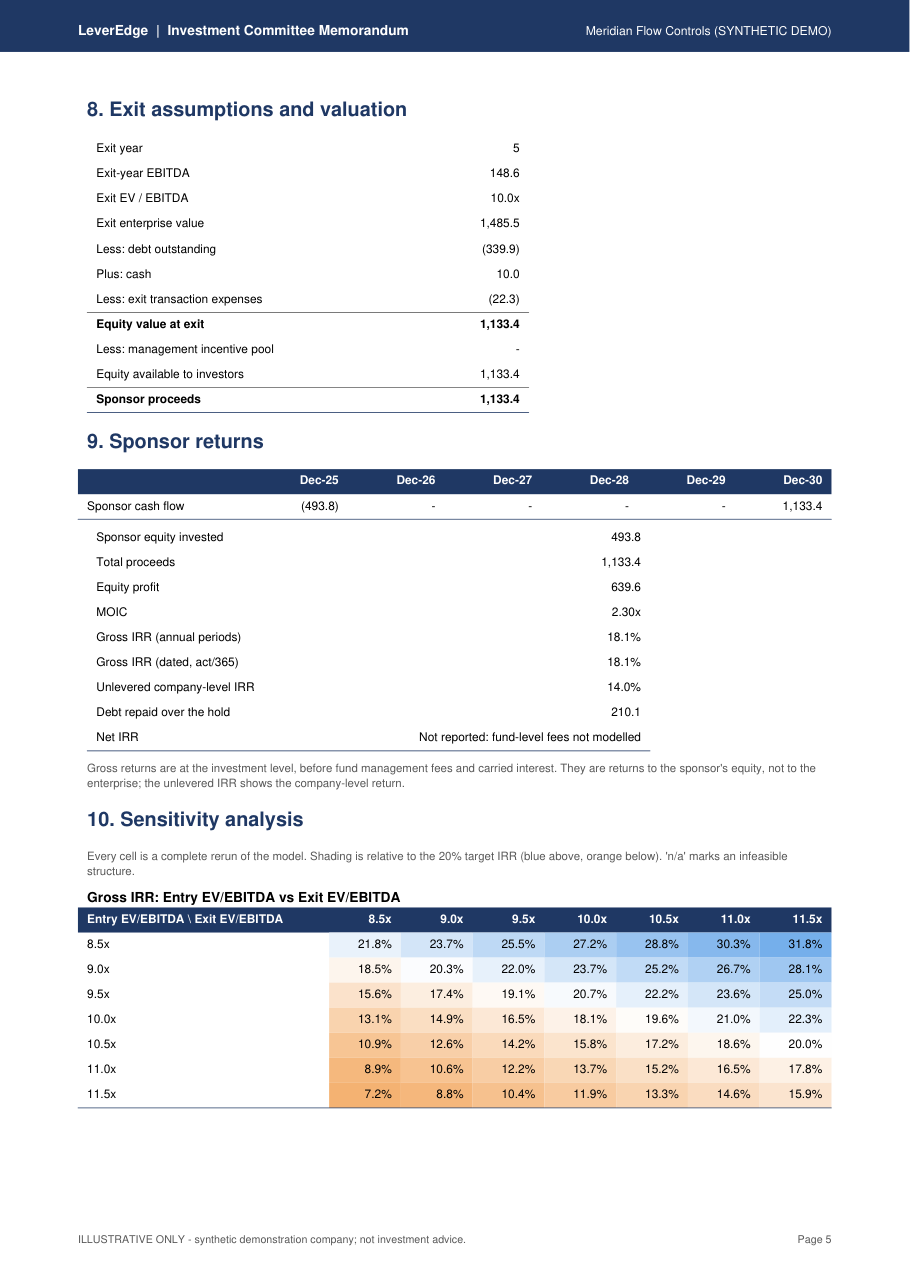 LeverEdge | Investment Committee Memorandum
Meridian Flow Controls (SYNTHETIC DEMO)
8. Exit assumptions and valuation
Exit year 5
Exit-year EBITDA 148.6
Exit EV / EBITDA 10.0x
Exit enterprise value 1,485.5
Less: debt outstanding (339.9)
Plus: cash 10.0
Less: exit transaction expenses (22.3)
Equity value at exit 1,133.4
Less: management incentive pool -
Equity available to investors 1,133.4
Sponsor proceeds 1,133.4
9. Sponsor returns
Dec-25 Dec-26 Dec-27 Dec-28 Dec-29 Dec-30
Sponsor cash flow (493.8) - - - - 1,133.4
Sponsor equity invested 493.8
Total proceeds 1,133.4
Equity profit 639.6
MOIC 2.30x
Gross IRR (annual periods) 18.1%
Gross IRR (dated, act/365) 18.1%
Unlevered company-level IRR 14.0%
Debt repaid over the hold 210.1
Net IRR Not reported: fund-level fees not modelled
Gross returns are at the investment level, before fund management fees and carried interest. They are returns to the sponsor's equity, not to the
enterprise; the unlevered IRR shows the company-level return.
10. Sensitivity analysis
Every cell is a complete rerun of the model. Shading is relative to the 20% target IRR (blue above, orange below). 'n/a' marks an infeasible
structure.
Gross IRR: Entry EV/EBITDA vs Exit EV/EBITDA
Entry EV/EBITDA \ Exit EV/EBITDA 8.5x 9.0x 9.5x 10.0x 10.5x 11.0x 11.5x
8.5x 21.8% 23.7% 25.5% 27.2% 28.8% 30.3% 31.8%
9.0x 18.5% 20.3% 22.0% 23.7% 25.2% 26.7% 28.1%
9.5x 15.6% 17.4% 19.1% 20.7% 22.2% 23.6% 25.0%
10.0x 13.1% 14.9% 16.5% 18.1% 19.6% 21.0% 22.3%
10.5x 10.9% 12.6% 14.2% 15.8% 17.2% 18.6% 20.0%
11.0x 8.9% 10.6% 12.2% 13.7% 15.2% 16.5% 17.8%
11.5x 7.2% 8.8% 10.4% 11.9% 13.3% 14.6% 15.9%
ILLUSTRATIVE ONLY - synthetic demonstration company; not investment advice.
Page 5